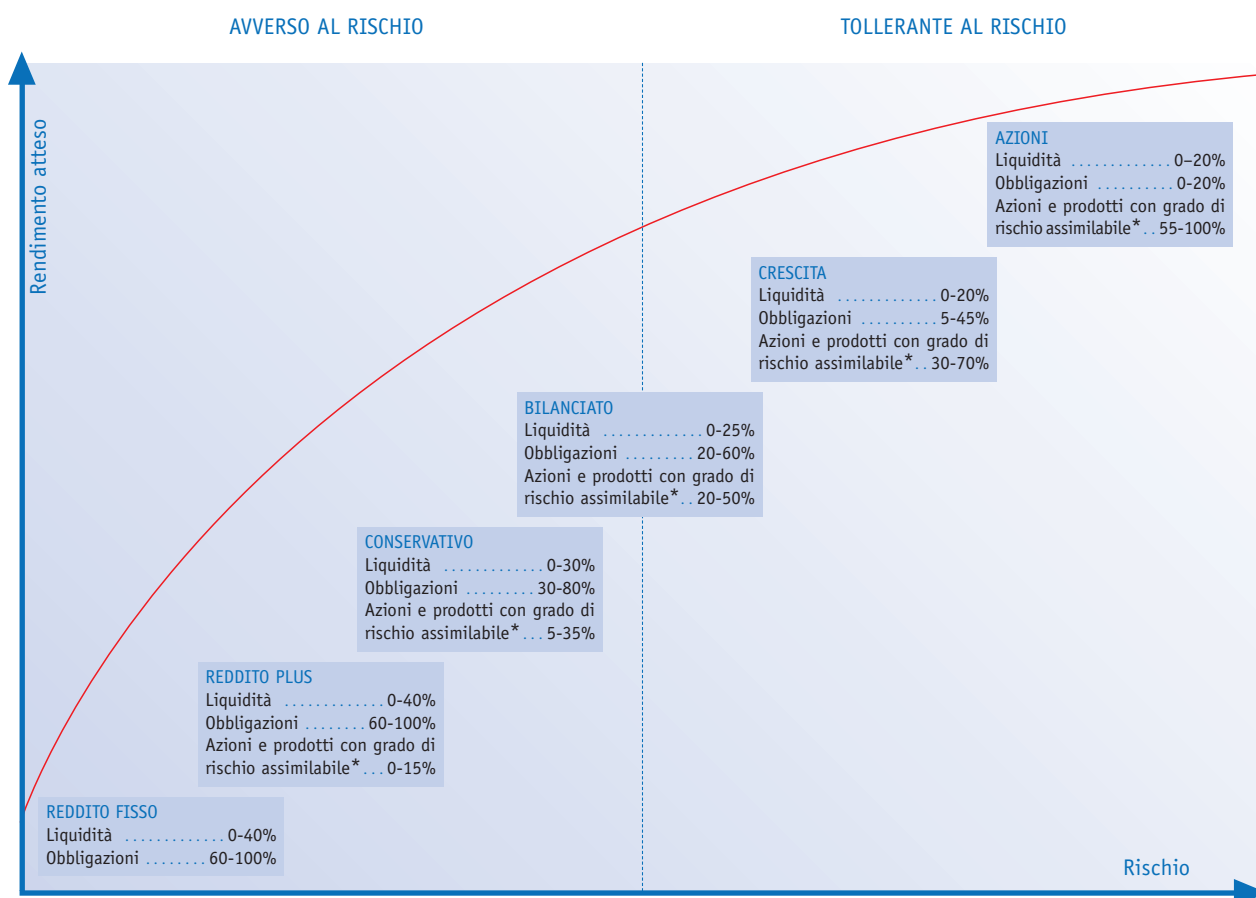 AVVERSO AL RISCHIO
TOLLERANTE AL RISCHIO
Rendimento atteso
AZIONI
Liquidità ............. 0–20%
Obbligazioni .......... 0-20%
Azioni e prodotti con grado di
rischio assimilabile* .. 55-100%
CRESCITA
Liquidità ............. 0-20%
Obbligazioni .......... 5-45%
Azioni e prodotti con grado di
rischio assimilabile* .. 30-70%
BILANCIATO
Liquidità ............. 0-25%
Obbligazioni ......... 20-60%
Azioni e prodotti con grado di
rischio assimilabile* .. 20-50%
CONSERVATIVO
Liquidità ............. 0-30%
Obbligazioni ......... 30-80%
Azioni e prodotti con grado di
rischio assimilabile* ... 5-35%
REDDITO PLUS
Liquidità ............. 0-40%
Obbligazioni ........ 60-100%
Azioni e prodotti con grado di
rischio assimilabile* ... 0-15%
REDDITO FISSO
Liquidità ............. 0-40%
Obbligazioni ........ 60-100%
Rischio